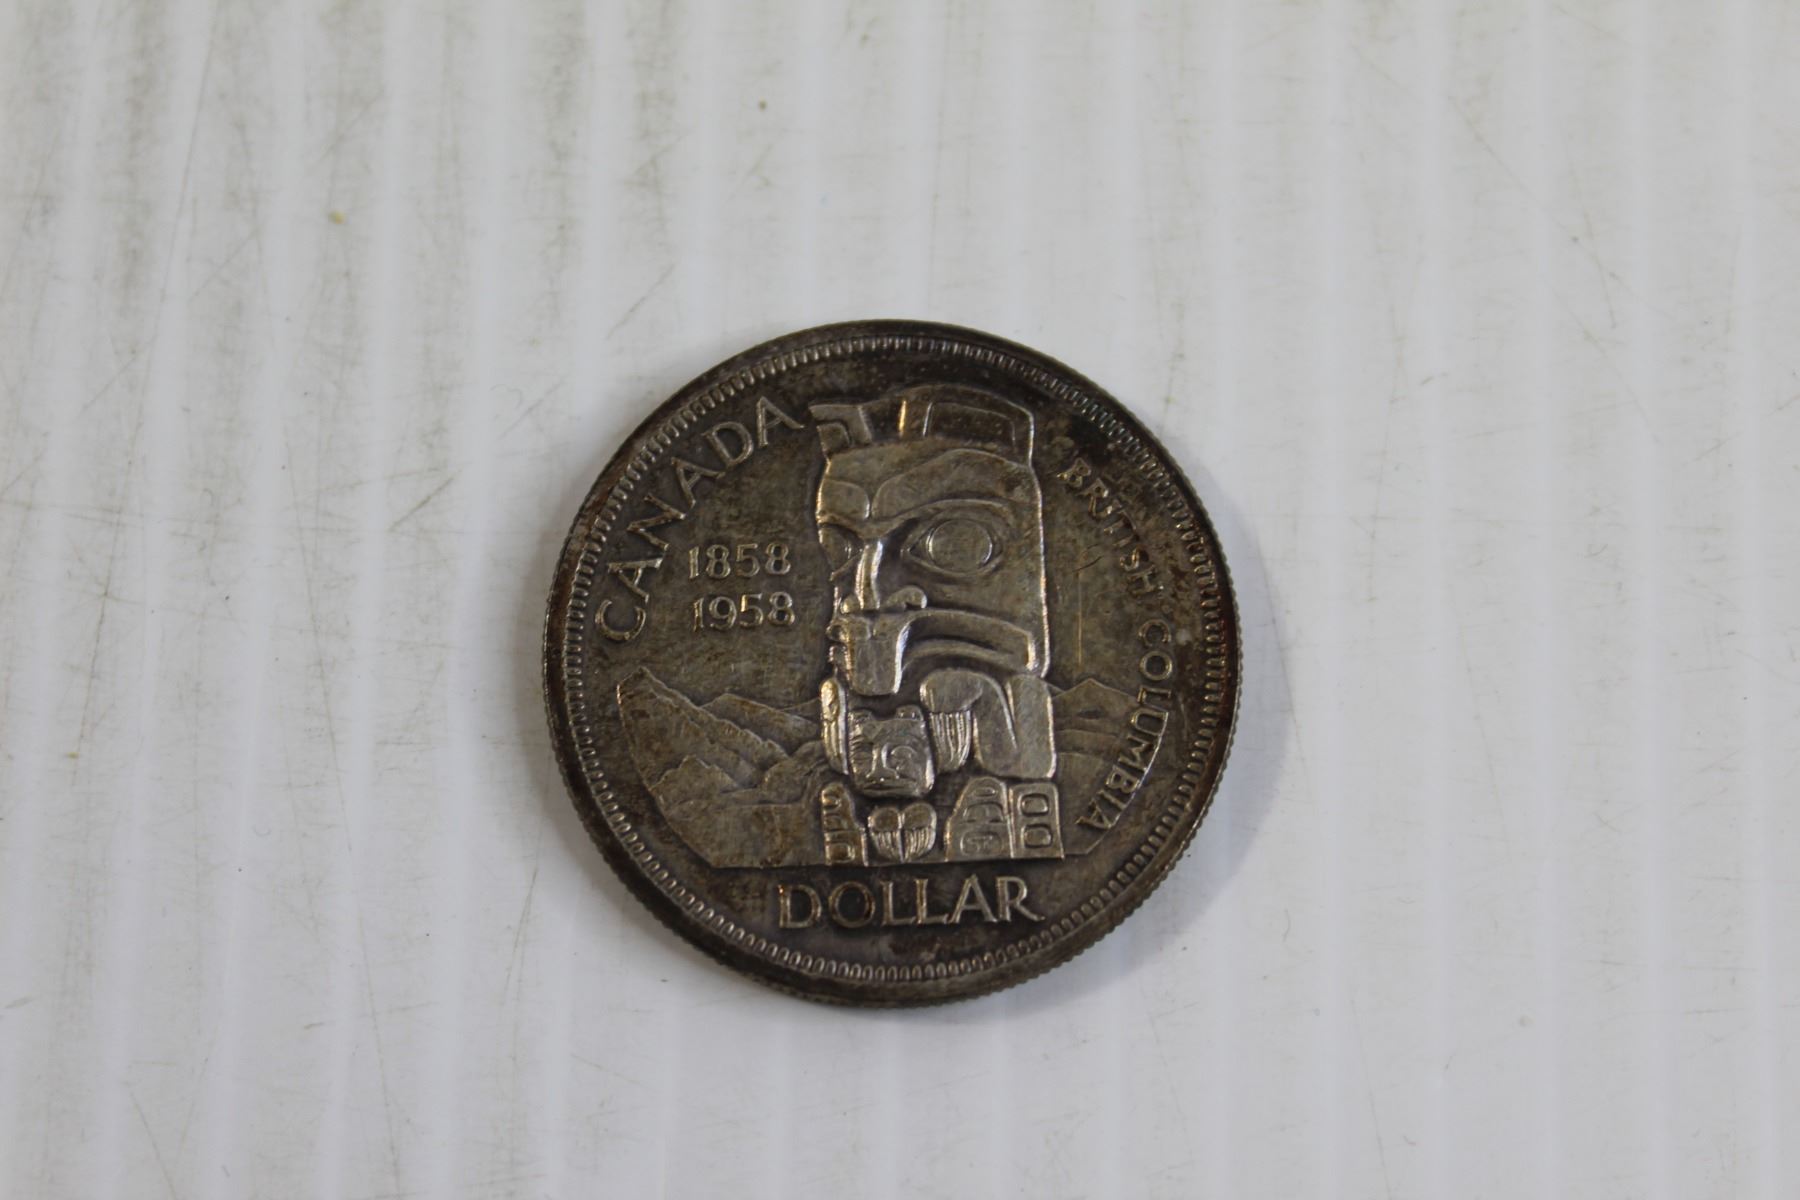 CANADA
1858
1958
BRITISH COLUMBIA
DOLLAR